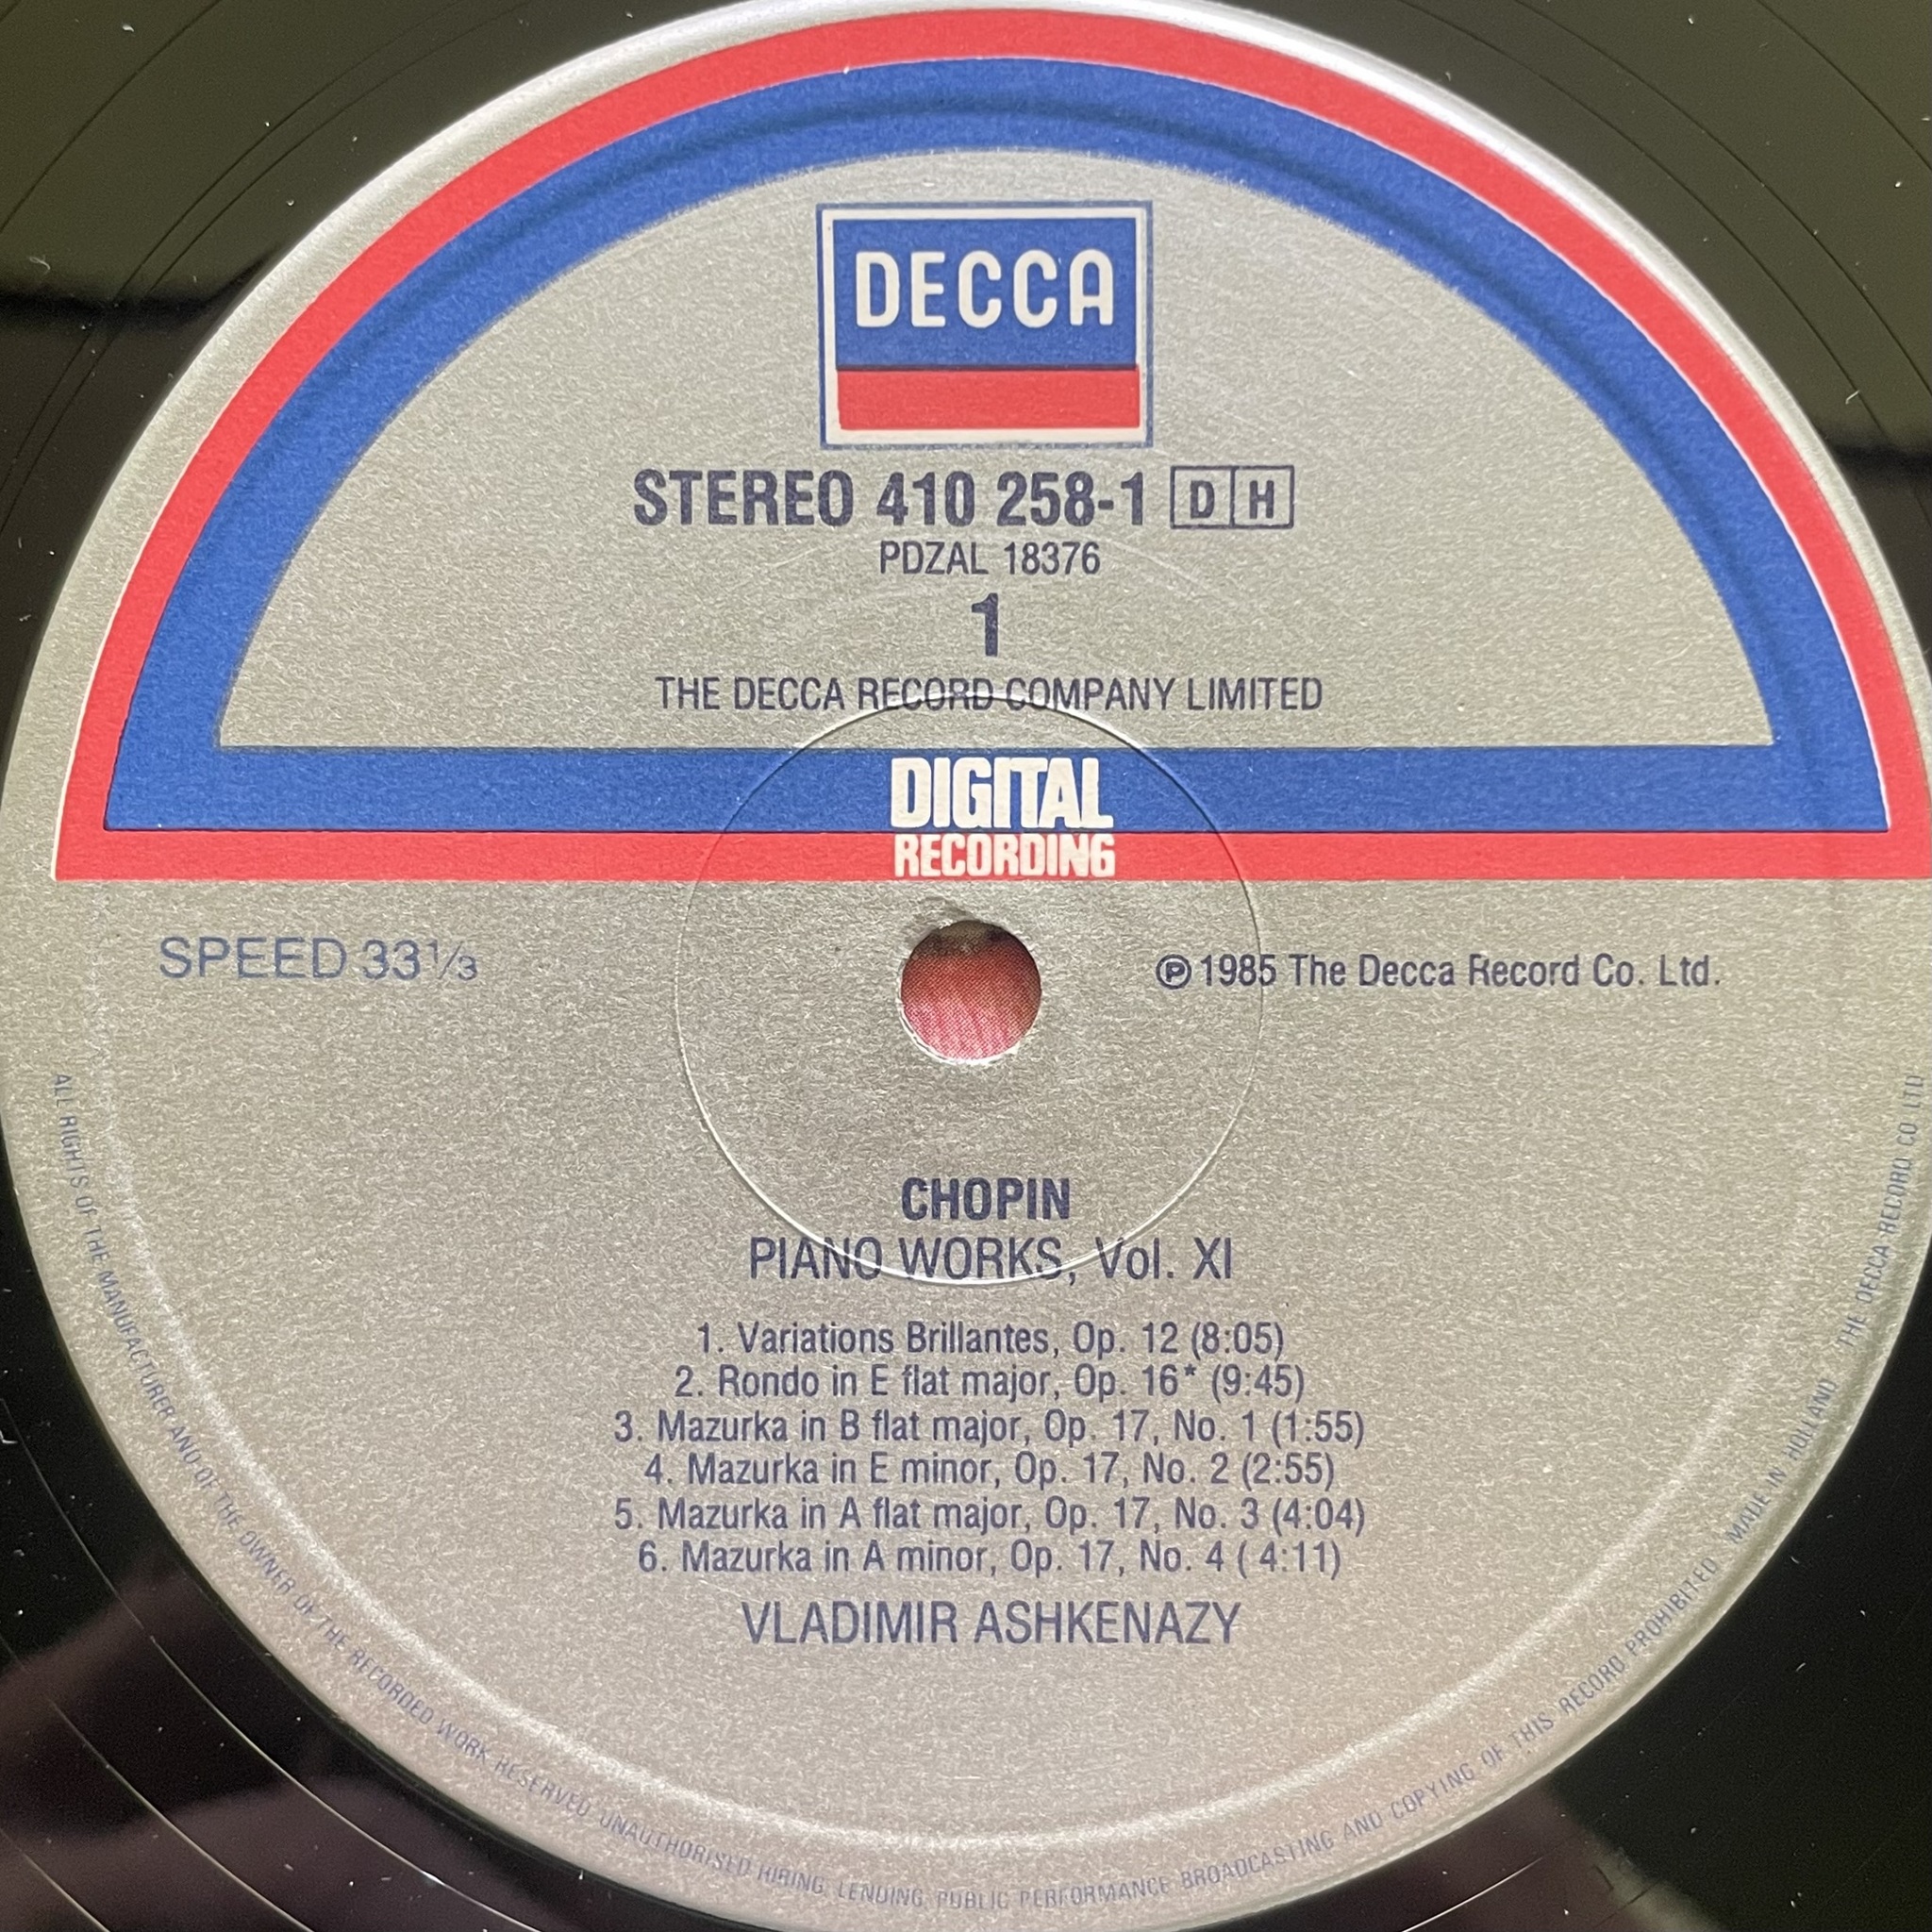 DECCA
STEREO 410 258-1 D H
PDZAL 18376
1
THE DECCA RECORD COMPANY LIMITED
DIGITAL
RECORDING
SPEED 33⅓
℗ 1985 The Decca Record Co. Ltd.
CHOPIN
PIANO WORKS, Vol. XI
1. Variations Brillantes, Op. 12 (8:05)
2. Rondo in E flat major, Op. 16* (9:45)
3. Mazurka in B flat major, Op. 17, No. 1 (1:55)
4. Mazurka in E minor, Op. 17, No. 2 (2:55)
5. Mazurka in A flat major, Op. 17, No. 3 (4:04)
6. Mazurka in A minor, Op. 17, No. 4 ( 4:11)
VLADIMIR ASHKENAZY
ALL RIGHTS OF THE MANUFACTURER AND OF THE OWNER OF THE RECORDED WORK RESERVED. UNAUTHORISED HIRING, LENDING, PUBLIC PERFORMANCE BROADCASTING AND COPYING OF THIS RECORD PROHIBITED. MADE IN HOLLAND THE DECCA RECORD CO LTD